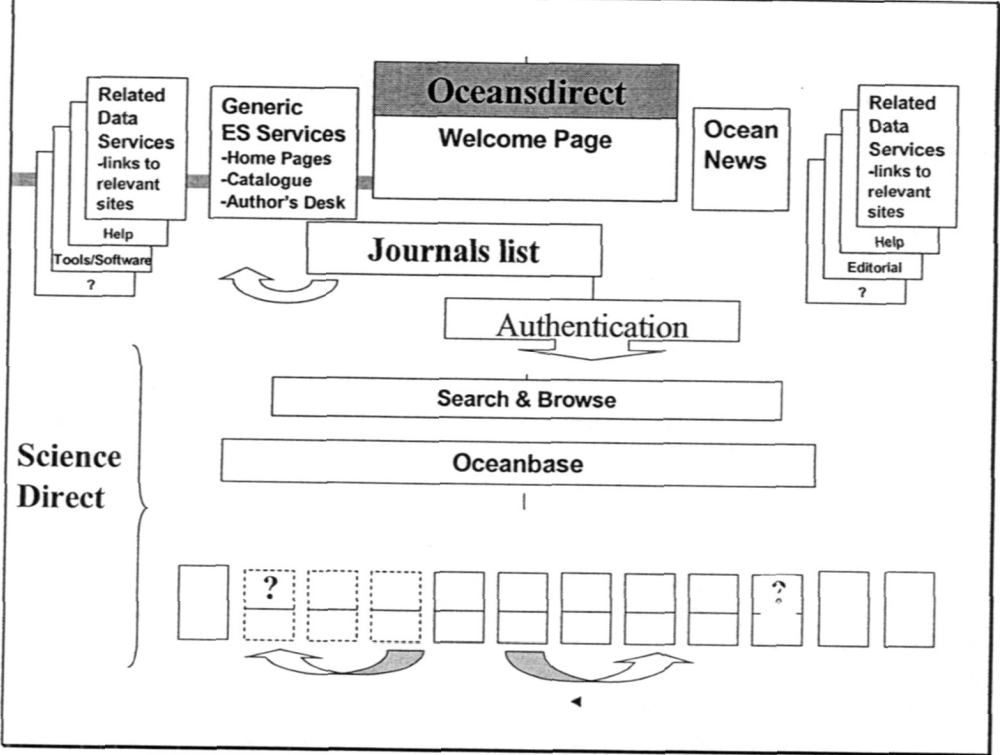 Related
Data
Services
-links to
relevant
sites
Help
Tools/Software
?
Generic
ES Services
-Home Pages
-Catalogue
-Author's Desk
Oceansdirect
Welcome Page
Ocean
News
Related
Data
Services
-links to
relevant
sites
Help
Editorial
?
Journals list
Authentication
Search & Browse
Oceanbase
Science
Direct
?
?